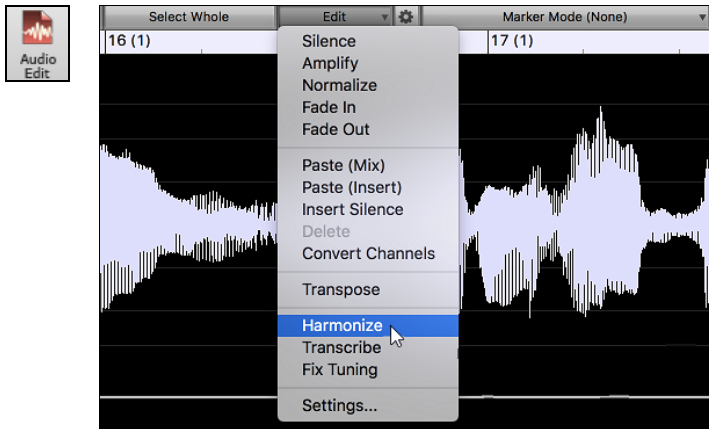 Audio
Edit
Select Whole
Edit
Marker Mode (None)
16 (1)
17 (1)
Silence
Amplify
Normalize
Fade In
Fade Out
Paste (Mix)
Paste (Insert)
Insert Silence
Delete
Convert Channels
Transpose
Harmonize
Transcribe
Fix Tuning
Settings...